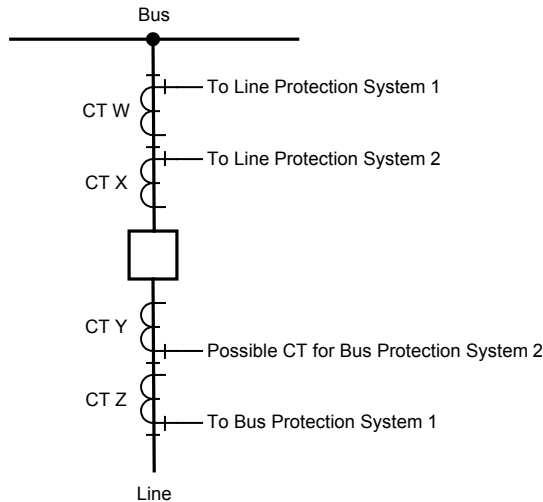 Bus
To Line Protection System 1
CT W
To Line Protection System 2
CT X
CT Y
Possible CT for Bus Protection System 2
CT Z
To Bus Protection System 1
Line